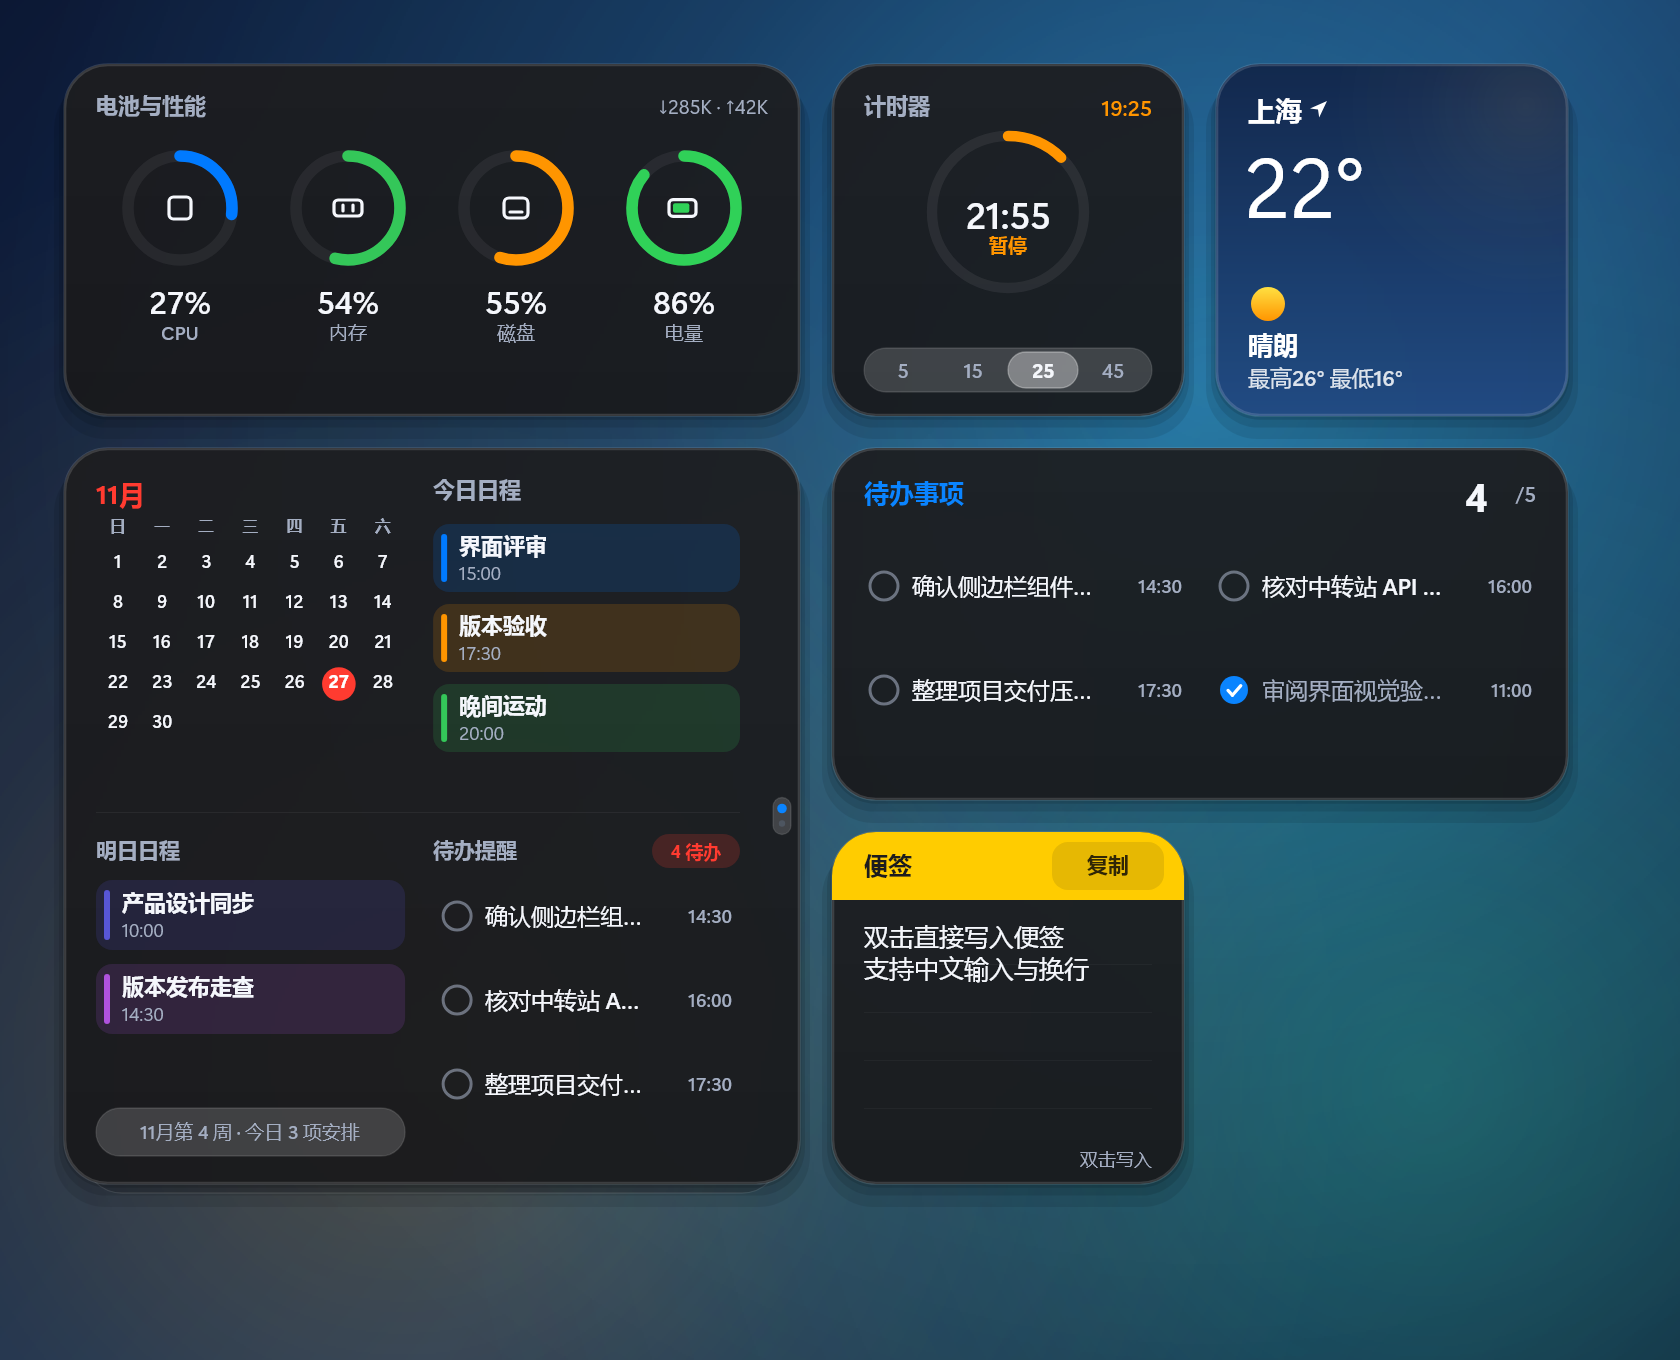 电池与性能
↓285K · ↑42K
27%
54%
55%
86%
CPU
内存
磁盘
电量
计时器
19:25
21:55
暂停
5 15 25 45
上海
22°
晴朗
最高26° 最低16°
11月
日 一 二 三 四 五 六
1 2 3 4 5 6 7
8 9 10 11 12 13 14
15 16 17 18 19 20 21
22 23 24 25 26 27 28
29 30
今日日程
界面评审
15:00
版本验收
17:30
晚间运动
20:00
明日日程
产品设计同步
10:00
版本发布走查
14:30
11月第 4 周 · 今日 3 项安排
待办提醒
4 待办
确认侧边栏组... 14:30
核对中转站 A... 16:00
整理项目交付... 17:30
待办事项
4 /5
确认侧边栏组件... 14:30
核对中转站 API ... 16:00
整理项目交付压... 17:30
审阅界面视觉验... 11:00
便签
复制
双击直接写入便签
支持中文输入与换行
双击写入